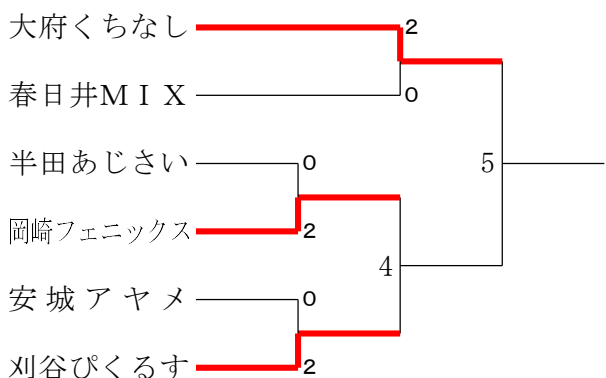 大府くちなし 2
春日井ＭＩＸ 0
半田あじさい 0
5
岡崎フェニックス 2
4
安城アヤメ 0
刈谷ぴくるす 2